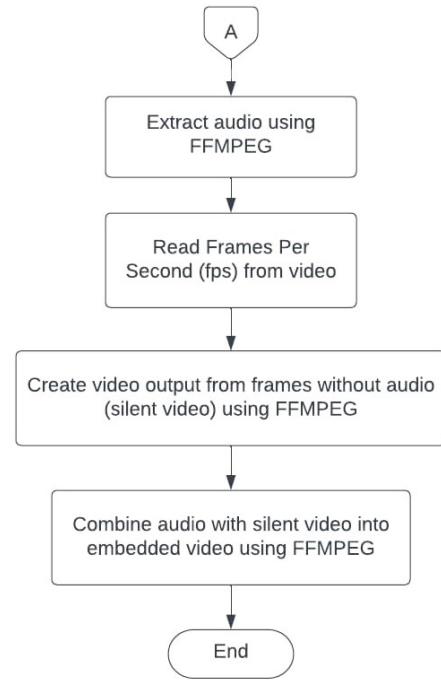 A
Extract audio using
FFMPEG
Read Frames Per
Second (fps) from video
Create video output from frames without audio
(silent video) using FFMPEG
Combine audio with silent video into
embedded video using FFMPEG
End